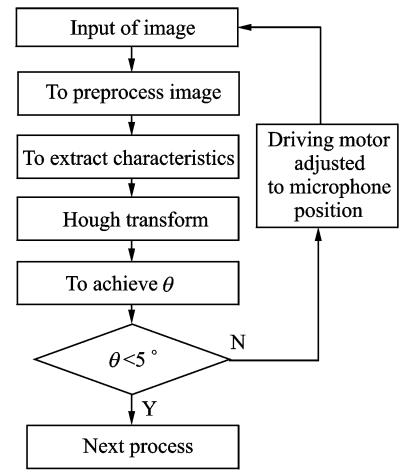 Input of image
To preprocess image
To extract characteristics
Hough transform
To achieve θ
θ<5°
N
Y
Next process
Driving motor
adjusted
to microphone
position